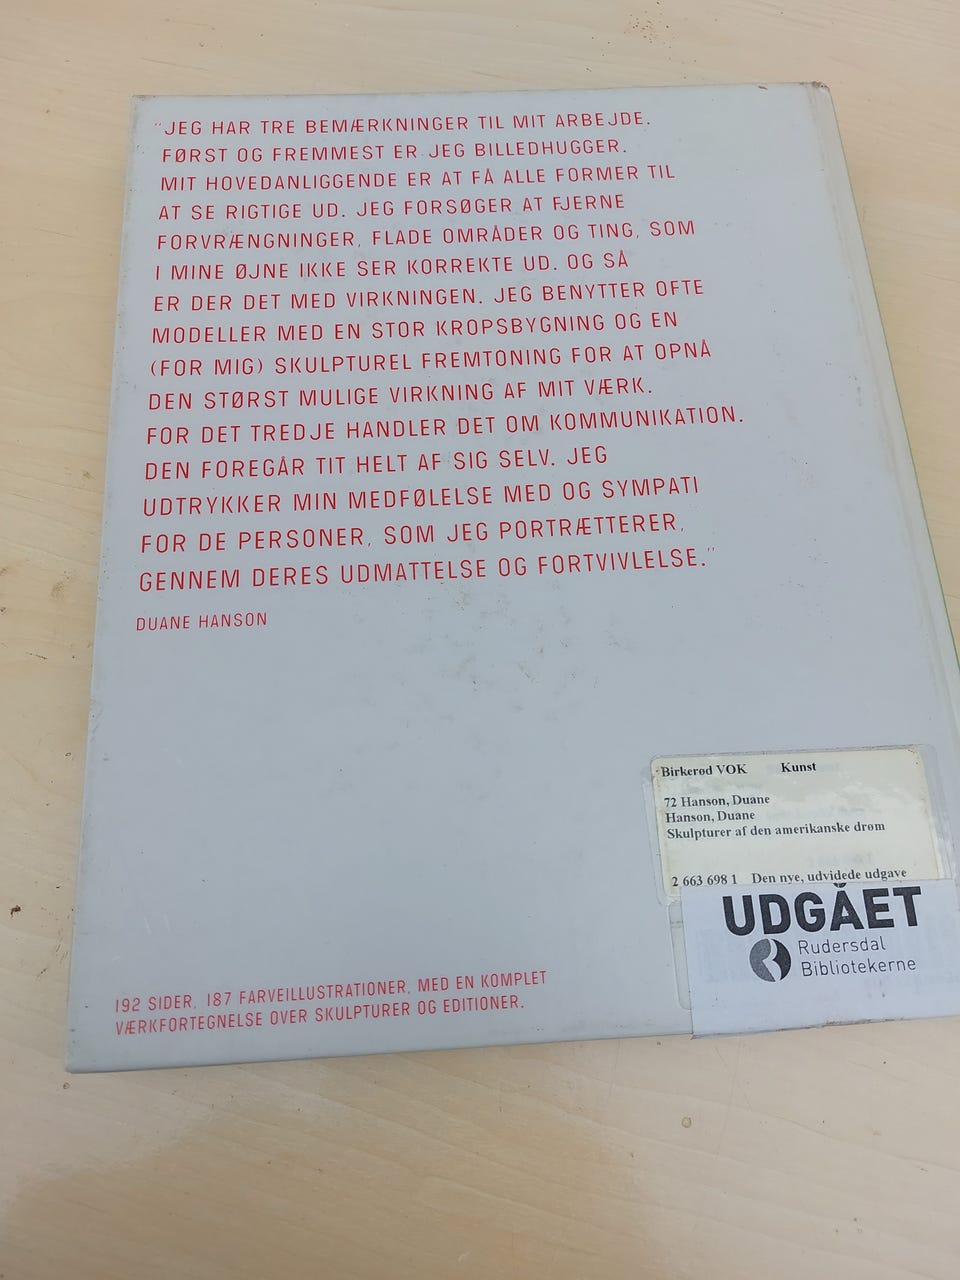 "JEG HAR TRE BEMÆRKNINGER TIL MIT ARBEJDE.
FØRST OG FREMMEST ER JEG BILLEDHUGGER.
MIT HOVEDANLIGGENDE ER AT FÅ ALLE FORMER TIL
AT SE RIGTIGE UD. JEG FORSØGER AT FJERNE
FORVRÆNGNINGER, FLADE OMRÅDER OG TING, SOM
I MINE ØJNE IKKE SER KORREKTE UD. OG SÅ
ER DER DET MED VIRKNINGEN. JEG BENYTTER OFTE
MODELLER MED EN STOR KROPSBYGNING OG EN
(FOR MIG) SKULPTUREL FREMTONING FOR AT OPNÅ
DEN STØRST MULIGE VIRKNING AF MIT VÆRK.
FOR DET TREDJE HANDLER DET OM KOMMUNIKATION.
DEN FOREGÅR TIT HELT AF SIG SELV. JEG
UDTRYKKER MIN MEDFØLELSE MED OG SYMPATI
FOR DE PERSONER, SOM JEG PORTRÆTTERER,
GENNEM DERES UDMATTELSE OG FORTVIVLELSE."
DUANE HANSON
Birkerød VOK Kunst
72 Hanson, Duane
Hanson, Duane
Skulpturer af den amerikanske drøm
2 663 698 1 Den nye, udvidede udgave
UDGÅET
Rudersdal
Bibliotekerne
192 SIDER, 187 FARVEILLUSTRATIONER, MED EN KOMPLET
VÆRKFORTEGNELSE OVER SKULPTURER OG EDITIONER.